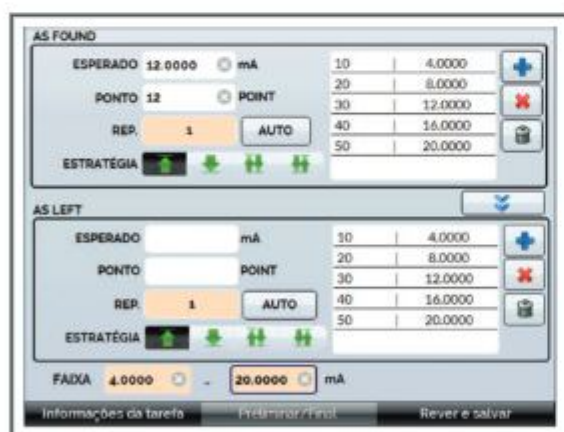 AS FOUND
ESPERADO 12.0000 mA
PONTO 12 POINT
REP. 1 AUTO
ESTRATÉGIA
10 | 4.0000
20 | 8.0000
30 | 12.0000
40 | 16.0000
50 | 20.0000
AS LEFT
ESPERADO mA
PONTO POINT
REP. 1 AUTO
ESTRATÉGIA
10 | 4.0000
20 | 8.0000
30 | 12.0000
40 | 16.0000
50 | 20.0000
FAIXA 4.0000 - 20.0000 mA
Informações da tarefa Preliminar/Final Rever e salvar